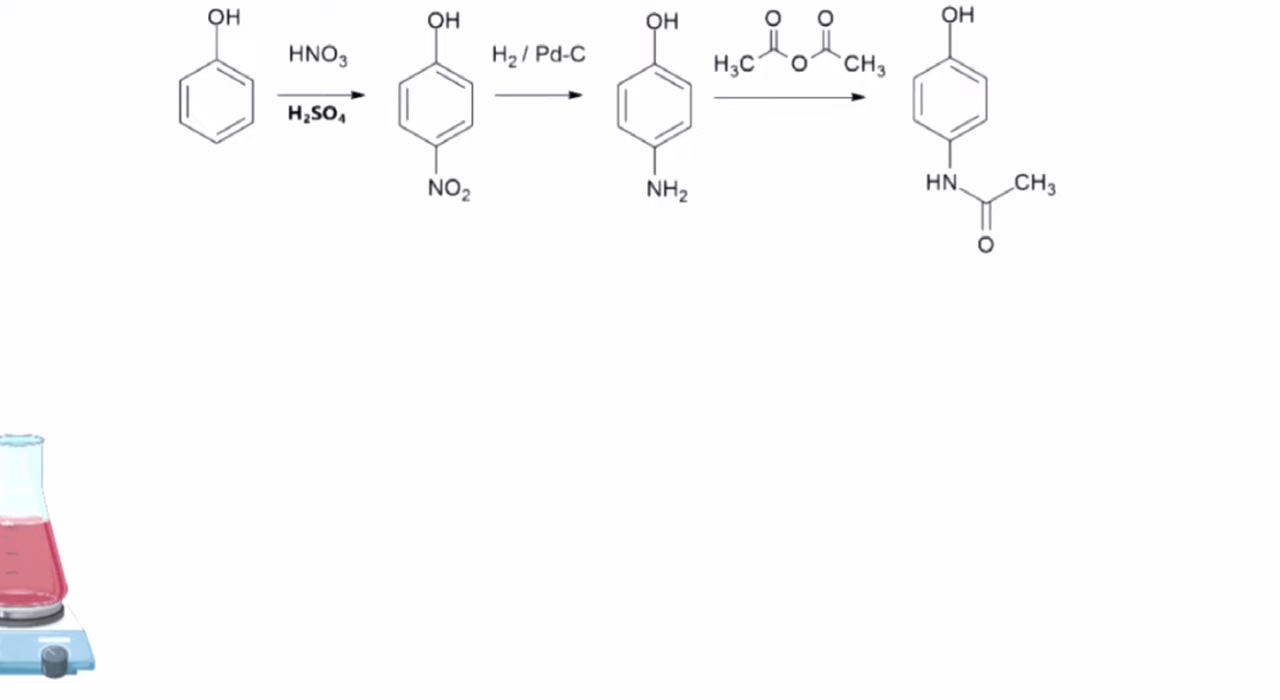 OH
HNO₃
H₂SO₄
OH
NO₂
H₂ / Pd-C
OH
NH₂
O O
H₃C O CH₃
OH
HN CH₃
O